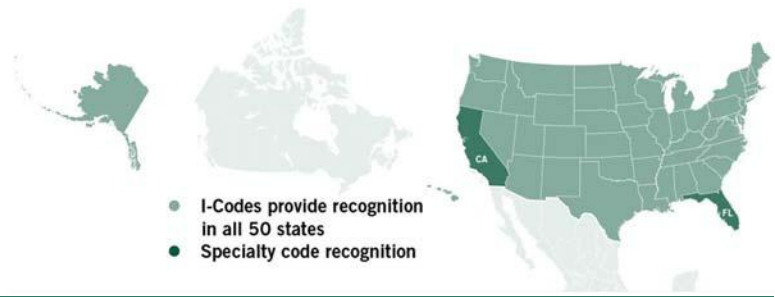 CA
FL
I-Codes provide recognition
in all 50 states
Specialty code recognition